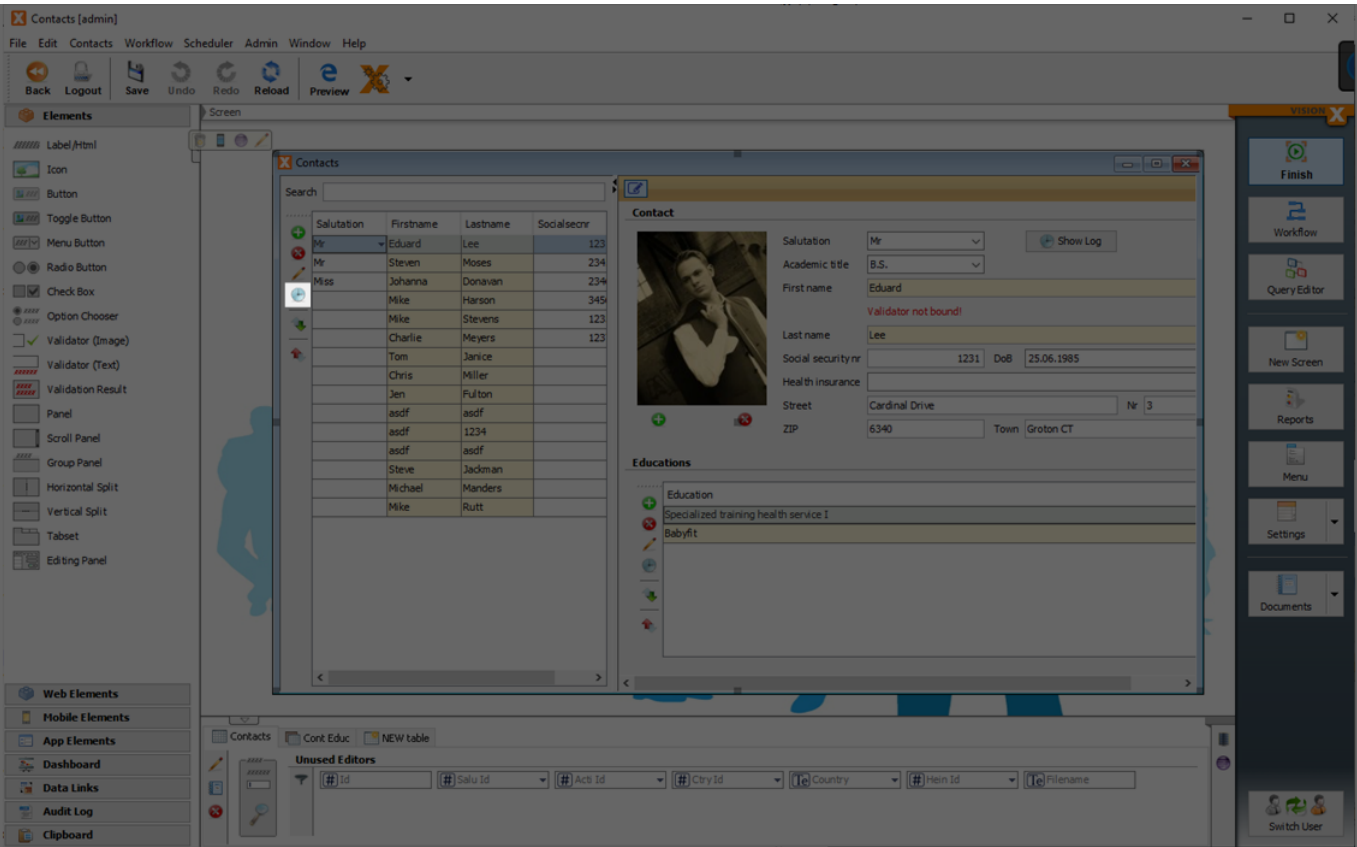 Contacts [admin]
File Edit Contacts Workflow Scheduler Admin Window Help
Back Logout Save Undo Redo Reload Preview
Elements
Label/Html
Icon
Button
Toggle Button
Menu Button
Radio Button
Check Box
Option Chooser
Validator (Image)
Validator (Text)
Validation Result
Panel
Scroll Panel
Group Panel
Horizontal Split
Vertical Split
Tabset
Editing Panel
Web Elements
Mobile Elements
App Elements
Dashboard
Data Links
Audit Log
Clipboard
Screen
Contacts
Search
Salutation Firstname Lastname Socialsecnr
Mr Eduard Lee 123
Mr Steven Moses 234
Miss Johanna Donavan 234
Mike Harson 345
Mike Stevens 123
Charlie Meyers 123
Tom Janice
Chris Miller
Jen Fulton
asdf asdf
asdf 1234
asdf asdf
Steve Jackman
Michael Manders
Mike Rutt
Contact
Salutation Mr Show Log
Academic title B.S.
First name Eduard
Validator not bound!
Last name Lee
Social security nr 1231 DoB 25.06.1985
Health insurance
Street Cardinal Drive Nr 3
ZIP 6340 Town Groton CT
Educations
Education
Specialized training health service I
Babyfit
Contacts Cont Educ NEW table
Unused Editors
# Id # Salu Id # Acti Id # Ctry Id Te Country # Hein Id Te Filename
VISION X
Finish
Workflow
Query Editor
New Screen
Reports
Menu
Settings
Documents
Switch User